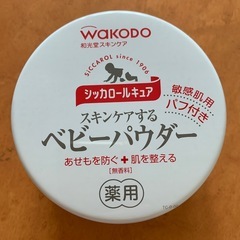 WAKODO
和光堂スキンケア
SICCAROL since 1906
シッカロールキュア
敏感肌用
パフ付き
スキンケアする
ベビーパウダー
あせもを防ぐ+肌を整える
[無香料]
薬用